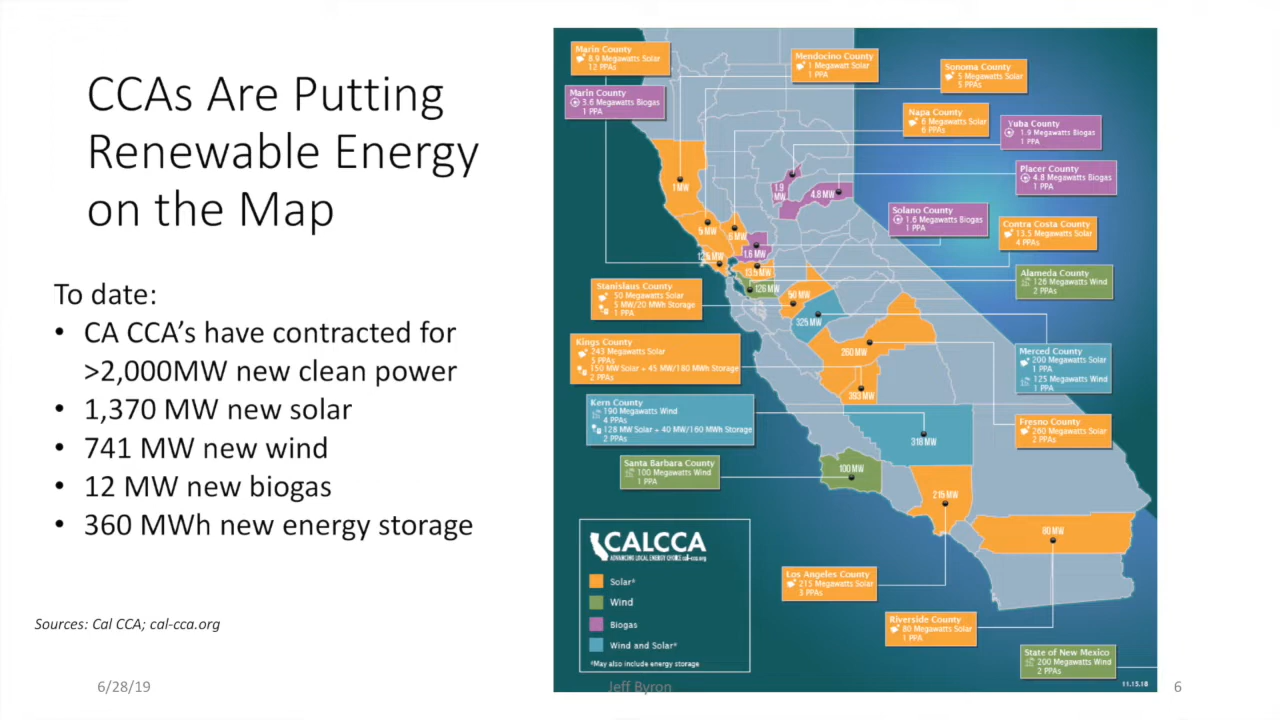 CCAs Are Putting
Renewable Energy
on the Map
To date:
• CA CCA’s have contracted for
>2,000MW new clean power
• 1,370 MW new solar
• 741 MW new wind
• 12 MW new biogas
• 360 MWh new energy storage
Sources: Cal CCA; cal-cca.org
6/28/19
Marin County
8.9 Megawatts Solar
12 PPAs
Marin County
3.6 Megawatts Biogas
1 PPA
Mendocino County
1 Megawatt Solar
1 PPA
Sonoma County
5 Megawatts Solar
5 PPAs
Napa County
6 Megawatts Solar
6 PPAs
Yuba County
1.9 Megawatts Biogas
1 PPA
Placer County
4.8 Megawatts Biogas
1 PPA
Solano County
1.6 Megawatts Biogas
1 PPA
Contra Costa County
13.5 Megawatts Solar
4 PPAs
Alameda County
126 Megawatts Wind
2 PPAs
Stanislaus County
50 Megawatts Solar
5 MW/20 MWh Storage
1 PPA
Kings County
243 Megawatts Solar
5 PPAs
150 MW Solar + 45 MW/180 MWh Storage
2 PPAs
Merced County
200 Megawatts Solar
1 PPA
125 Megawatts Wind
1 PPA
Kern County
190 Megawatts Wind
4 PPAs
128 MW Solar + 40 MW/160 MWh Storage
2 PPAs
Fresno County
260 Megawatts Solar
2 PPAs
Santa Barbara County
100 Megawatts Wind
1 PPA
Los Angeles County
215 Megawatts Solar
3 PPAs
Riverside County
80 Megawatts Solar
1 PPA
State of New Mexico
200 Megawatts Wind
2 PPAs
1 MW
1.9
MW
4.8 MW
5 MW
6 MW
12.5 MW
1.6 MW
13.5 MW
126 MW
50 MW
325 MW
260 MW
393 MW
318 MW
100 MW
215 MW
80 MW
CALCCA
ADVANCING LOCAL ENERGY CHOICE cal-cca.org
Solar*
Wind
Biogas
Wind and Solar*
*May also include energy storage
11.15.18
Jeff Byron
6